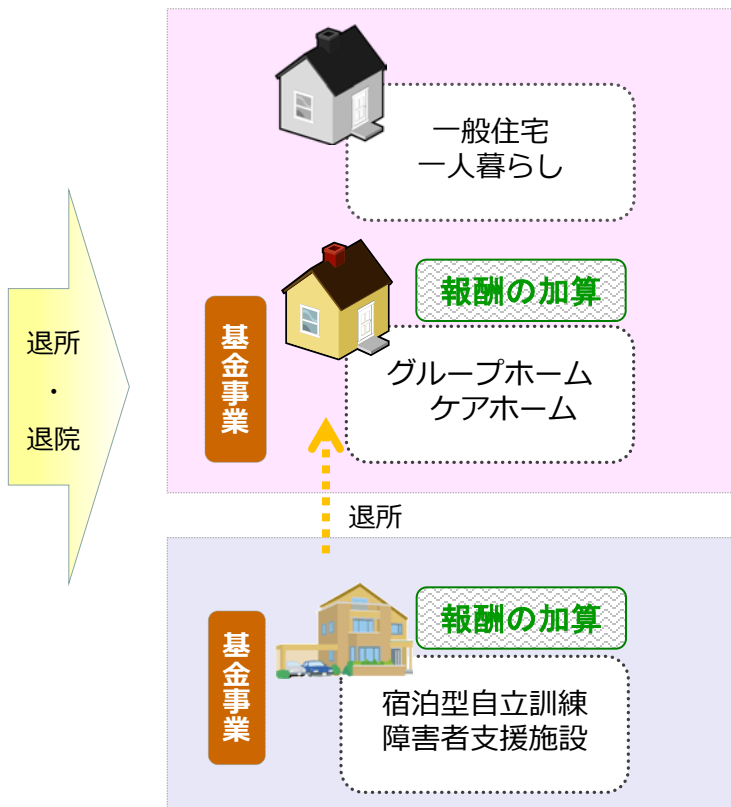 一般住宅
一人暮らし
報酬の加算
基金事業
グループホーム
ケアホーム
退所
・
退院
退所
報酬の加算
基金事業
宿泊型自立訓練
障害者支援施設